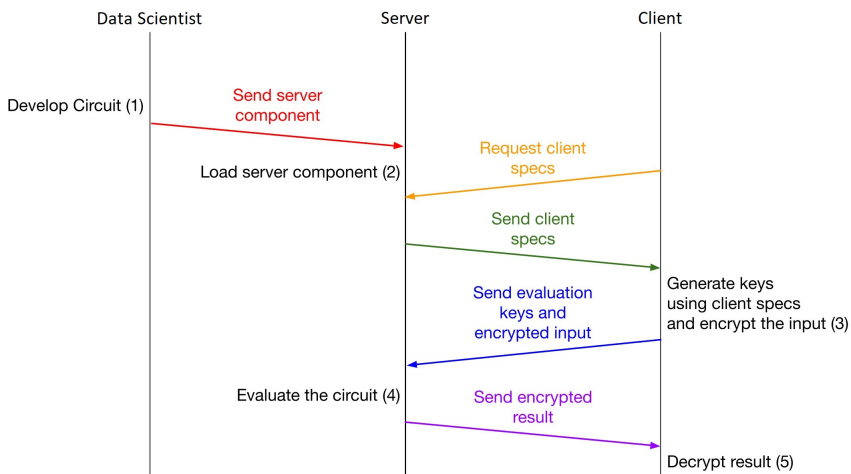 Data Scientist
Server
Client
Develop Circuit (1)
Send server
component
Load server component (2)
Request client
specs
Send client
specs
Generate keys
using client specs
and encrypt the input (3)
Send evaluation
keys and
encrypted input
Evaluate the circuit (4)
Send encrypted
result
Decrypt result (5)